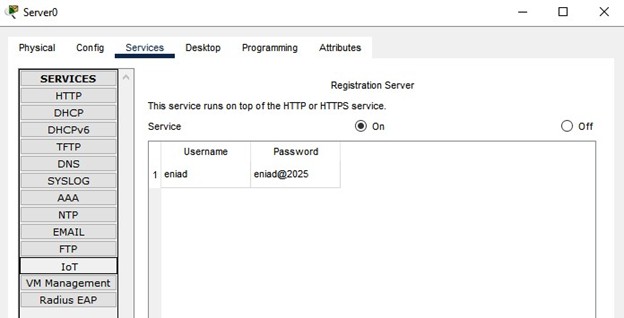 Server0
Physical Config Services Desktop Programming Attributes
SERVICES
HTTP
DHCP
DHCPv6
TFTP
DNS
SYSLOG
AAA
NTP
EMAIL
FTP
IoT
VM Management
Radius EAP
Registration Server
This service runs on top of the HTTP or HTTPS service.
Service On Off
Username Password
1 eniad eniad@2025